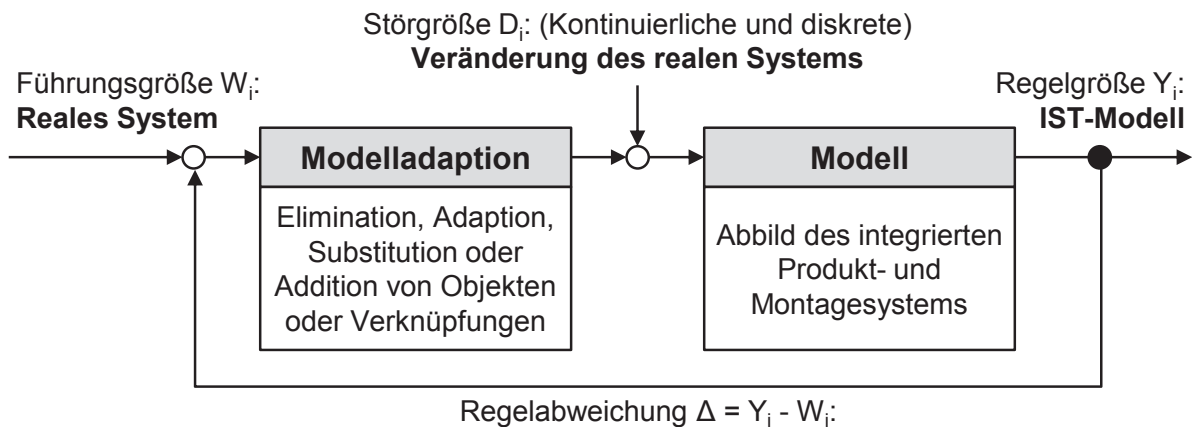 Störgröße Di: (Kontinuierliche und diskrete)
Veränderung des realen Systems
Führungsgröße Wi:
Reales System
Regelgröße Yi:
IST-Modell
Modelladaption
Elimination, Adaption,
Substitution oder
Addition von Objekten
oder Verknüpfungen
Modell
Abbild des integrierten
Produkt- und
Montagesystems
Regelabweichung Δ = Yi - Wi: